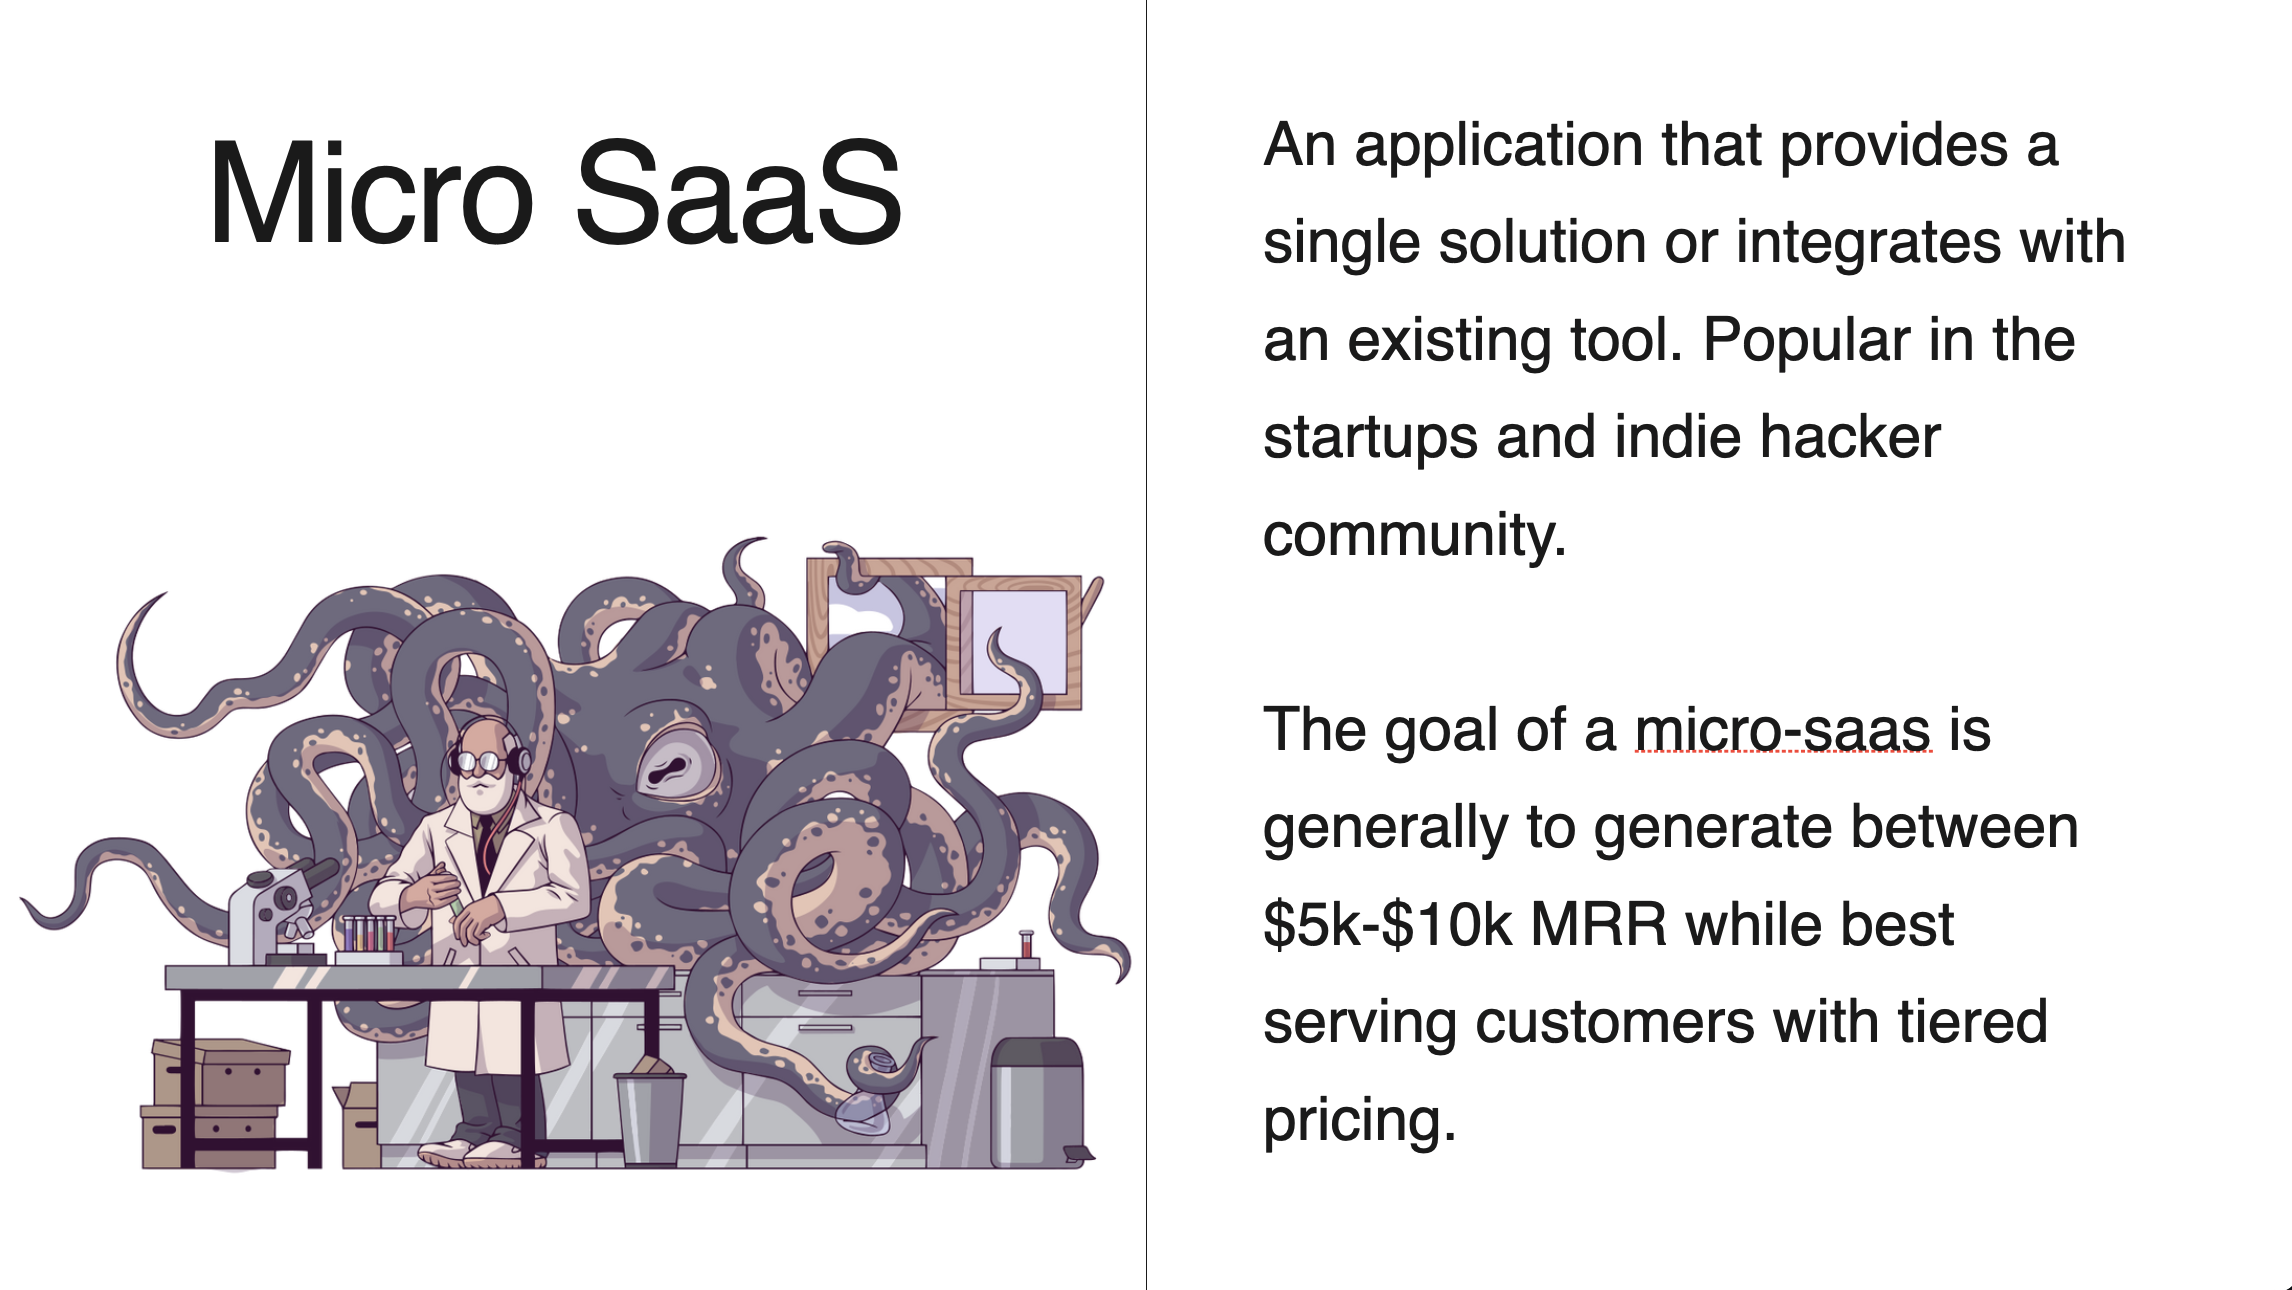 Micro SaaS
An application that provides a
single solution or integrates with
an existing tool. Popular in the
startups and indie hacker
community.
The goal of a micro-saas is
generally to generate between
$5k-$10k MRR while best
serving customers with tiered
pricing.